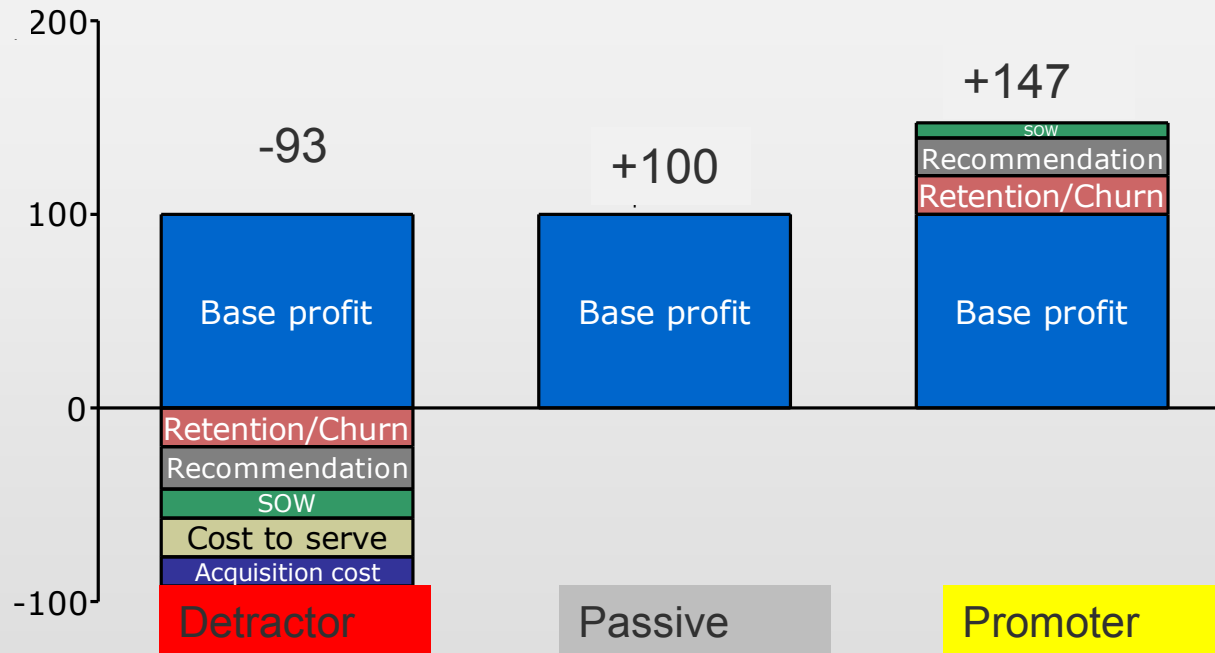 200
+147
-93
+100
SOW
Recommendation
Retention/Churn
100
Base profit
Base profit
Base profit
0
Retention/Churn
Recommendation
SOW
Cost to serve
Acquisition cost
-100
Detractor
Passive
Promoter